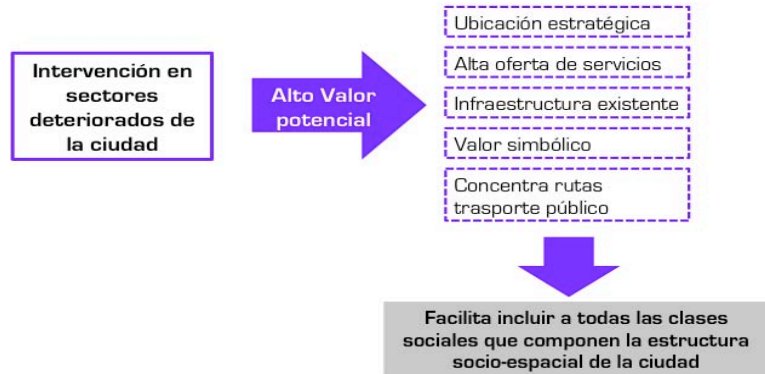 Intervención en
sectores
deteriorados de
la ciudad
Alto Valor
potencial
Ubicación estratégica
Alta oferta de servicios
Infraestructura existente
Valor simbólico
Concentra rutas
trasporte público
Facilita incluir a todas las clases
sociales que componen la estructura
socio-espacial de la ciudad